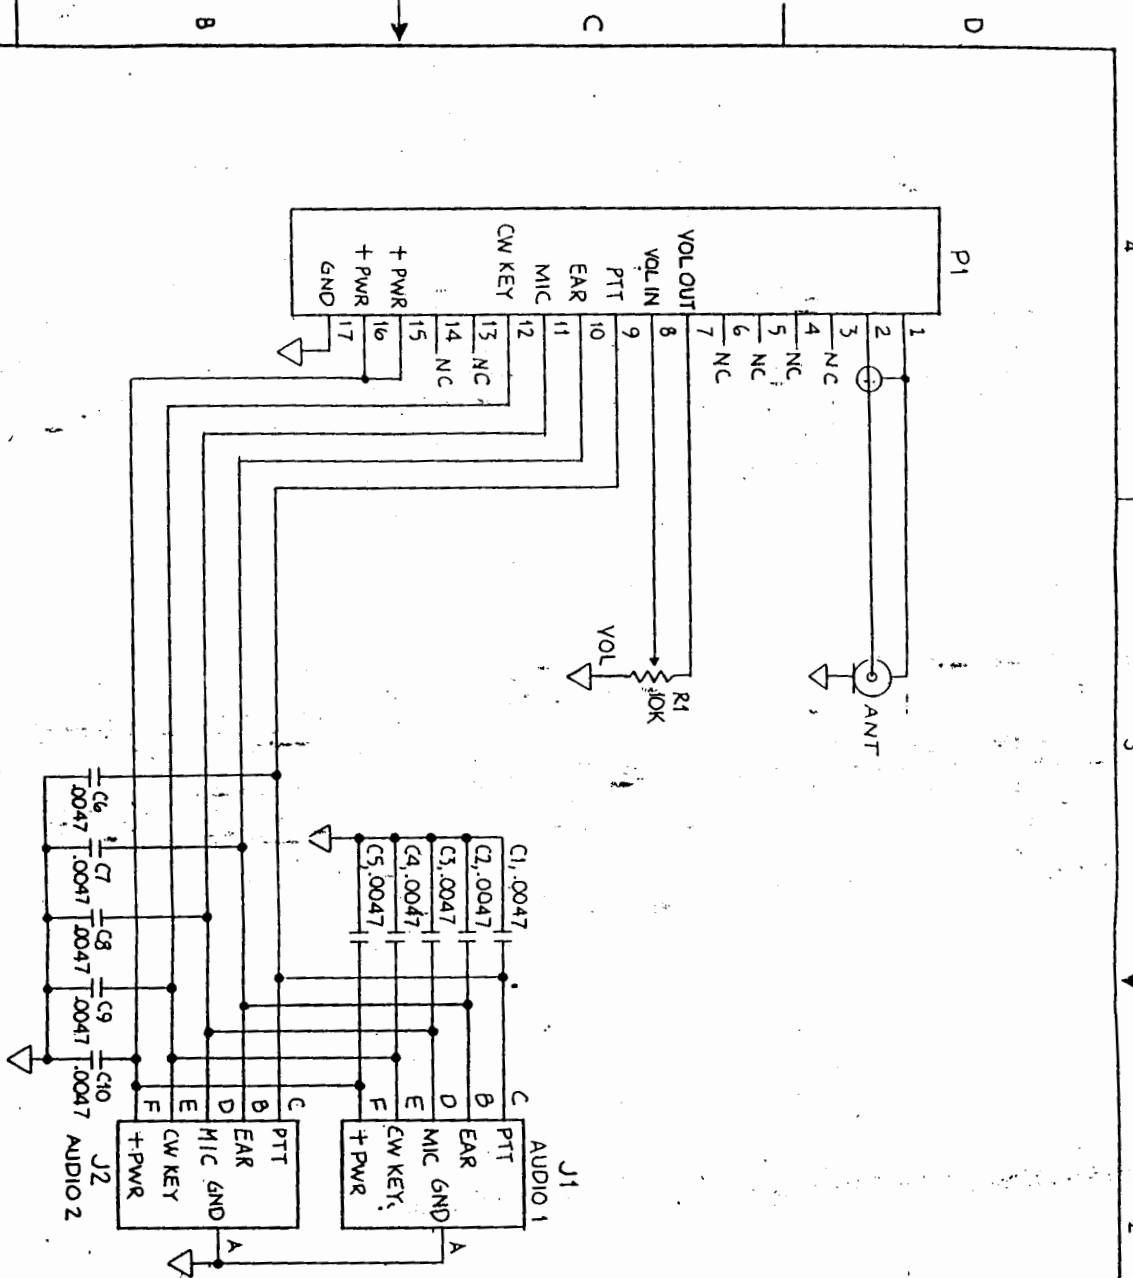 B
C
D
4
P1
VOL OUT
VOL IN
PTT
EAR
MIC
CW KEY
+ PWR
+ PWR
GND
1
2
3
NC
4
NC
5
NC
6
NC
7
8
9
10
11
12
13
NC
14
NC
15
16
17
ANT
R1
10K
VOL
C1,.0047
C2,.0047
C3,.0047
C4,.0047
C5,.0047
C6
.0047
C7
.0047
C8
.0047
C9
.0047
C10
.0047
J1
AUDIO 1
C
PTT
B
EAR
D
MIC
GND
E
CW KEY
F
+ PWR
A
J2
AUDIO 2
C
PTT
B
EAR
D
MIC
GND
E
CW KEY
F
+ PWR
A